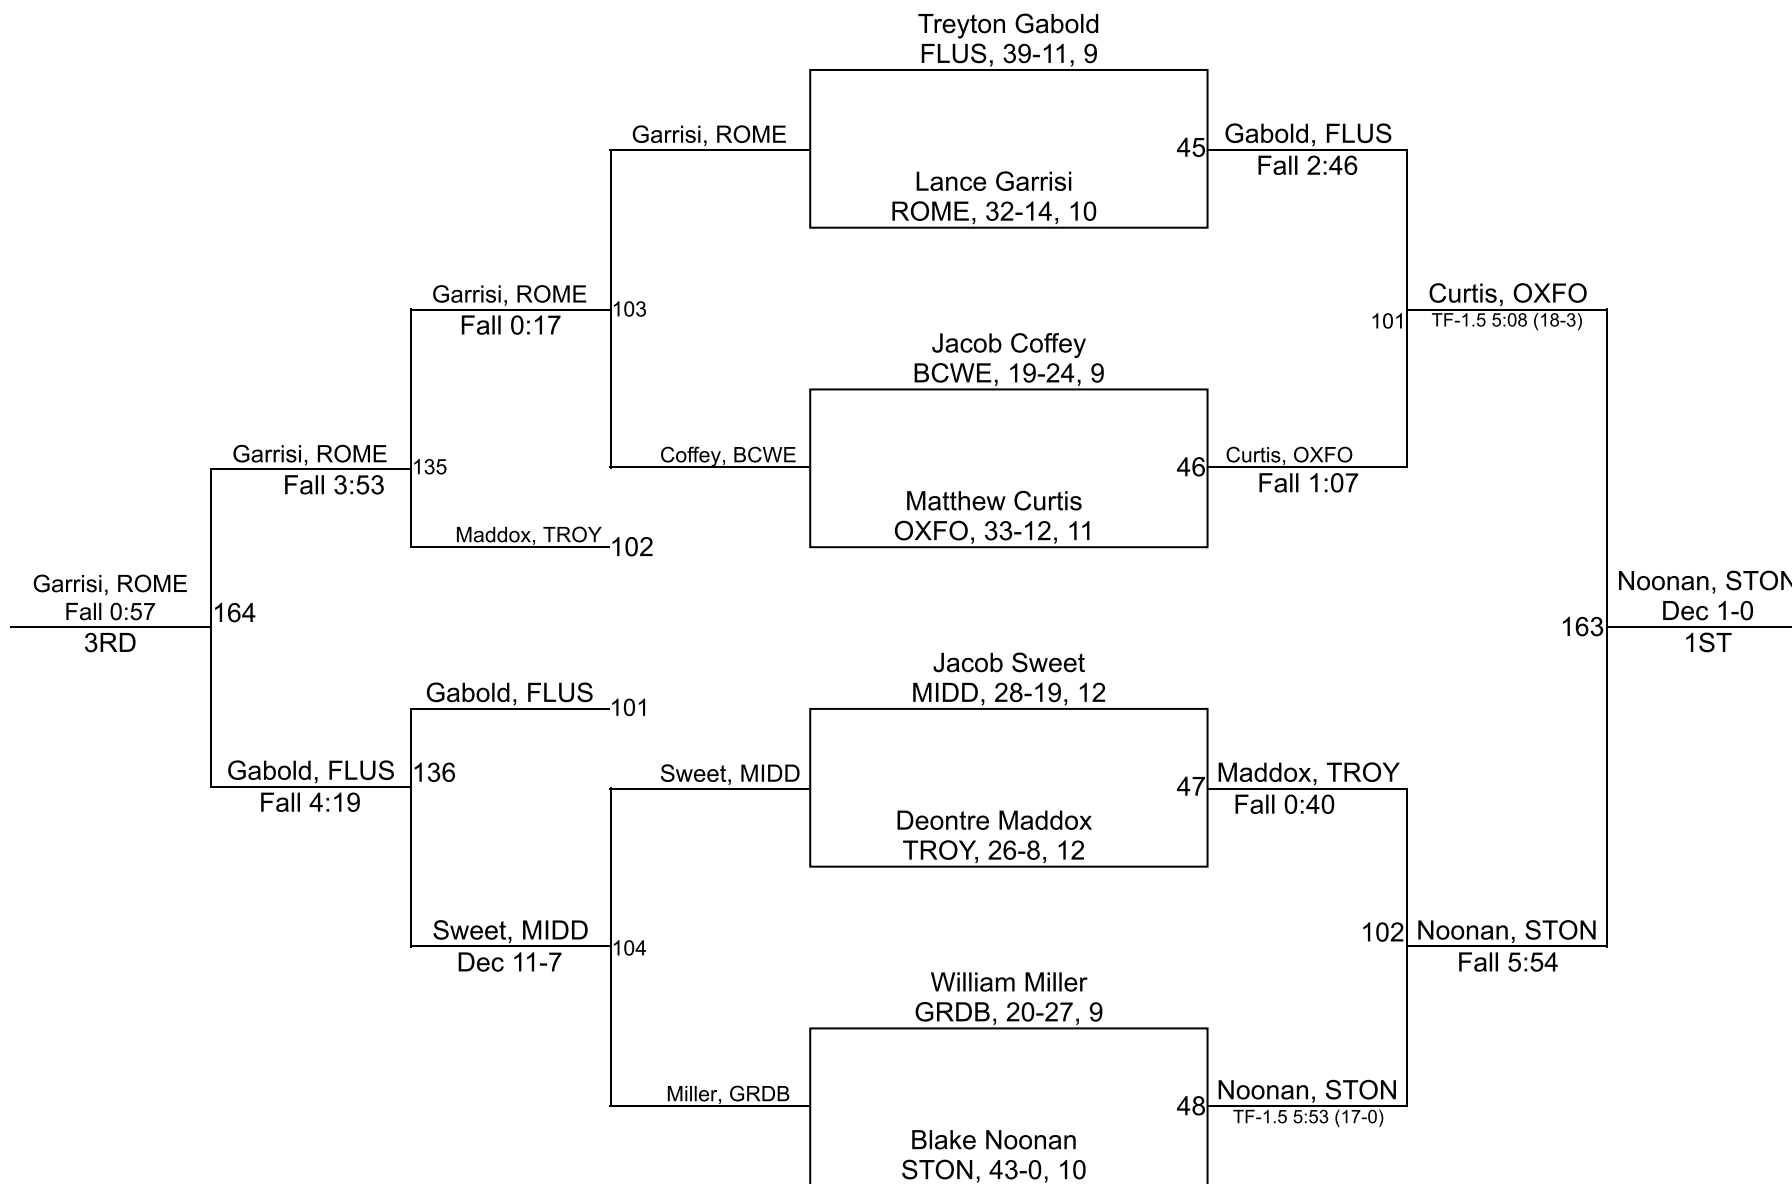 Treyton Gabold
FLUS, 39-11, 9
Garrisi, ROME
45
Gabold, FLUS
Fall 2:46
Lance Garrisi
ROME, 32-14, 10
Garrisi, ROME
103
Fall 0:17
Curtis, OXFO
101
TF-1.5 5:08 (18-3)
Jacob Coffey
BCWE, 19-24, 9
Garrisi, ROME
135
Fall 3:53
Coffey, BCWE
46
Curtis, OXFO
Fall 1:07
Matthew Curtis
OXFO, 33-12, 11
Maddox, TROY
102
Garrisi, ROME
Fall 0:57
164
3RD
163
Noonan, STON
Dec 1-0
1ST
Jacob Sweet
MIDD, 28-19, 12
Gabold, FLUS
101
Gabold, FLUS
136
Fall 4:19
Sweet, MIDD
47
Maddox, TROY
Fall 0:40
Deontre Maddox
TROY, 26-8, 12
Sweet, MIDD
104
Dec 11-7
102
Noonan, STON
Fall 5:54
William Miller
GRDB, 20-27, 9
Miller, GRDB
48
Noonan, STON
TF-1.5 5:53 (17-0)
Blake Noonan
STON, 43-0, 10